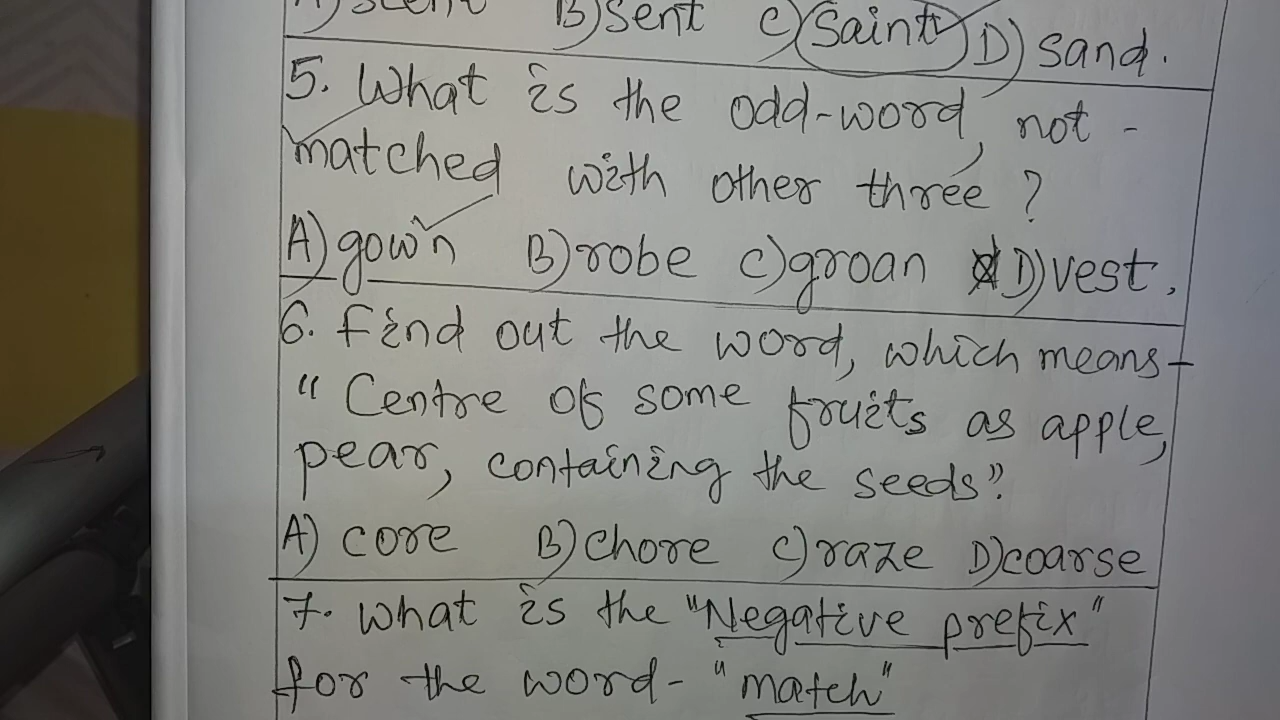 B) sent C) Saint D) sand.
5. What is the odd-word, not -
matched with other three ?
A) gown B) robe C) groan D) vest.
6. Find out the word, which means-
"Centre of some fruits as apple,
pear, containing the seeds".
A) core B) chore C) raze D) coarse
7. What is the "Negative prefix"
for the word- "match"